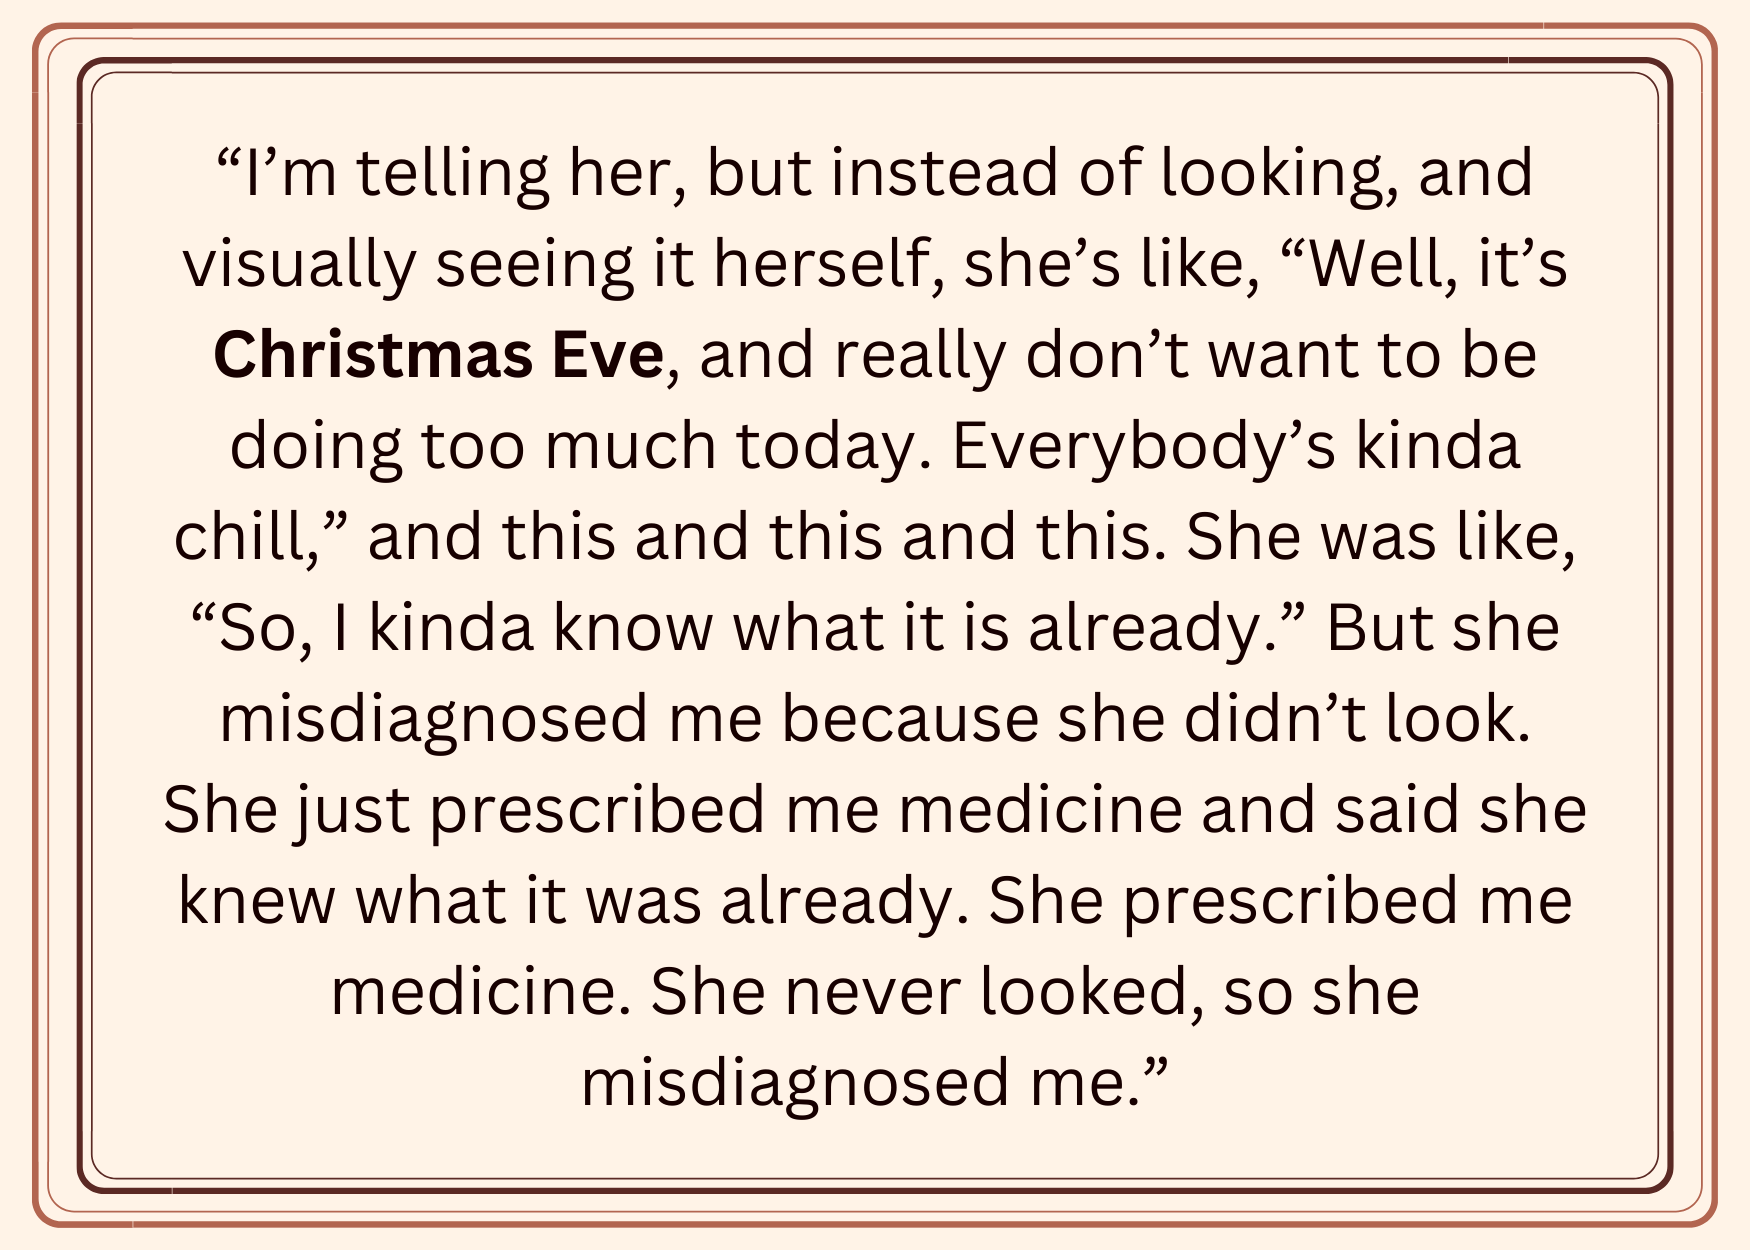 “I’m telling her, but instead of looking, and
visually seeing it herself, she’s like, “Well, it’s
Christmas Eve, and really don’t want to be
doing too much today. Everybody’s kinda
chill,” and this and this and this. She was like,
“So, I kinda know what it is already.” But she
misdiagnosed me because she didn’t look.
She just prescribed me medicine and said she
knew what it was already. She prescribed me
medicine. She never looked, so she
misdiagnosed me.”